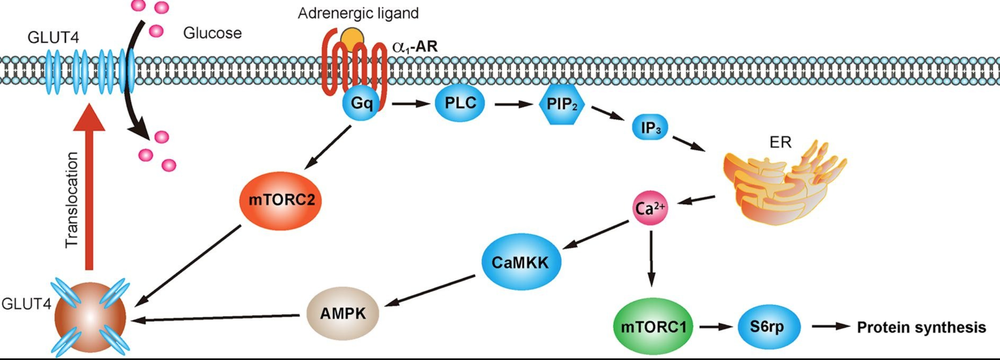 Adrenergic ligand
GLUT4
Glucose
α₁-AR
Gq
PLC
PIP₂
IP₃
ER
Translocation
mTORC2
Ca²⁺
CaMKK
GLUT4
AMPK
mTORC1
S6rp
Protein synthesis